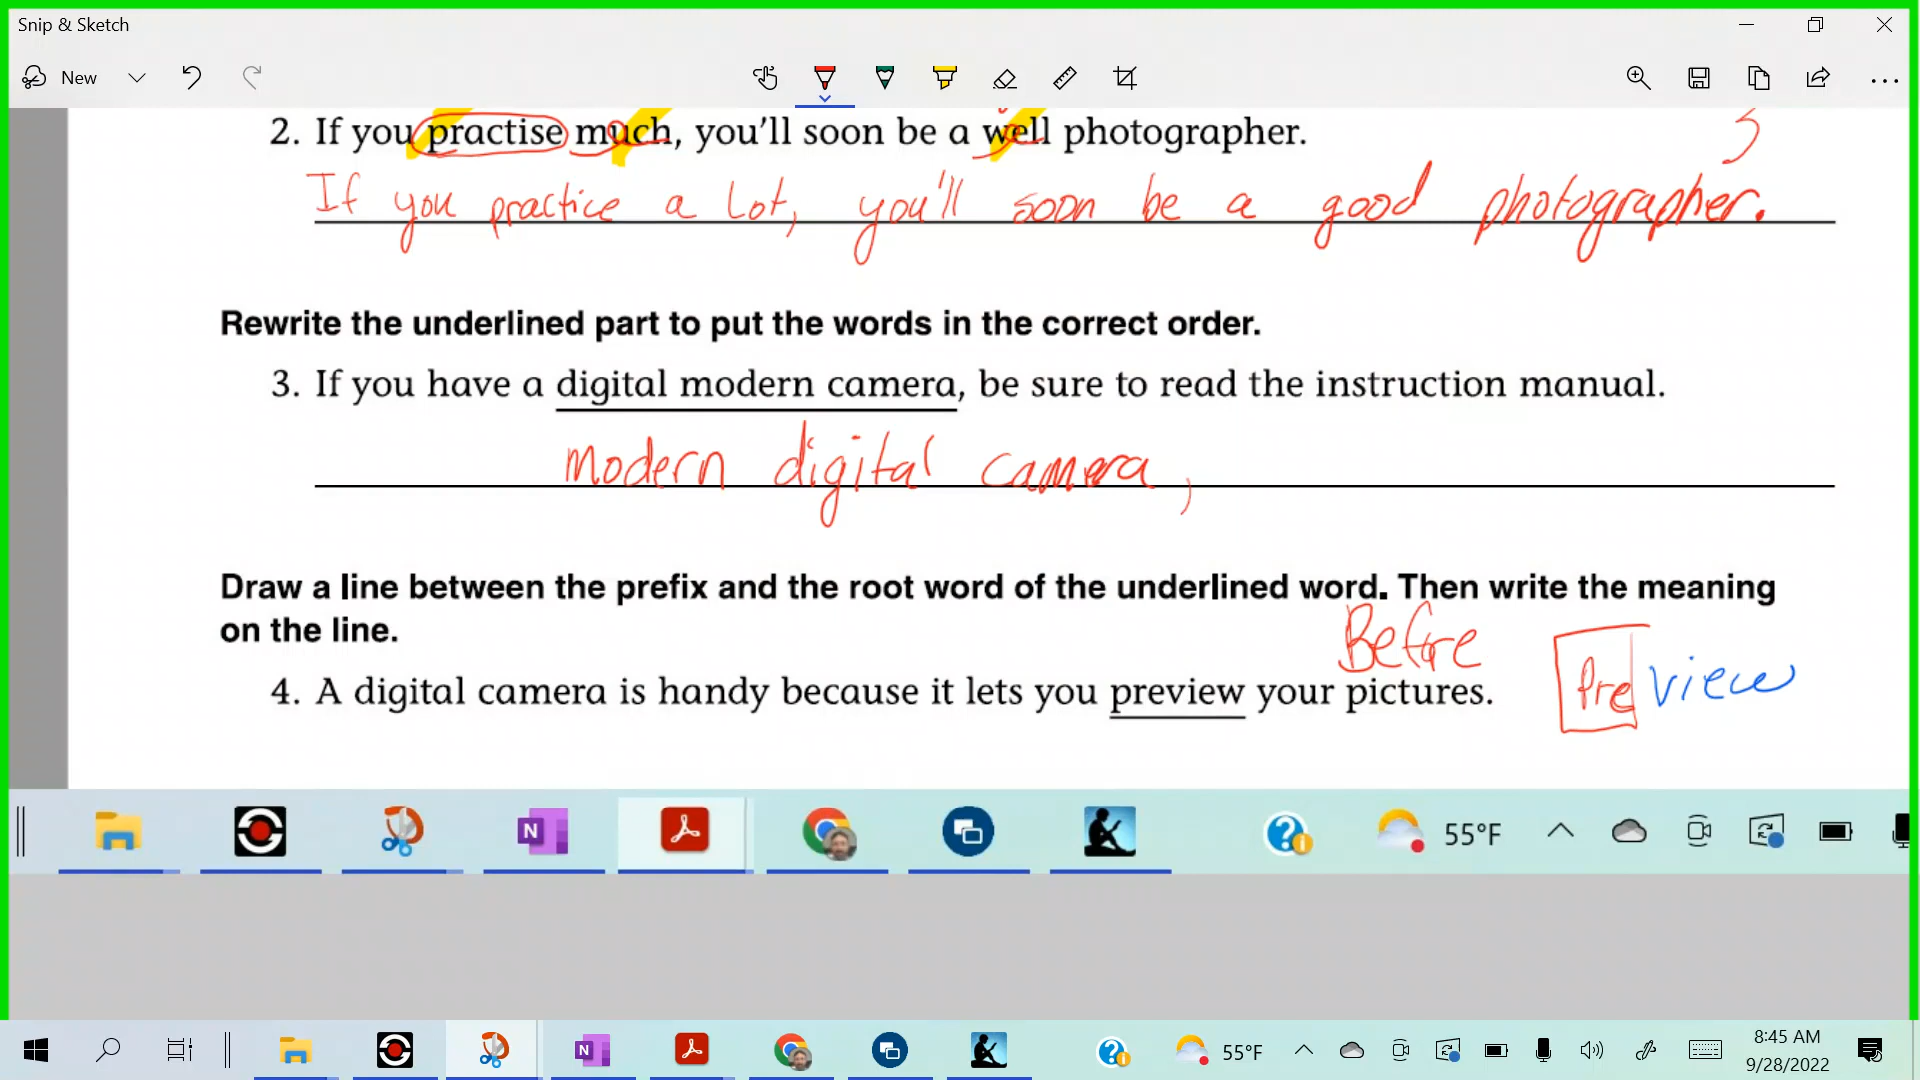 Snip & Sketch
New
2. If you practise much, you'll soon be a well photographer.
If you practice a lot, you'll soon be a good photographer.
Rewrite the underlined part to put the words in the correct order.
3. If you have a digital modern camera, be sure to read the instruction manual.
modern digital camera,
Draw a line between the prefix and the root word of the underlined word. Then write the meaning
on the line.
Before
4. A digital camera is handy because it lets you preview your pictures.
Pre view
N
55°F
N
55°F
8:45 AM
9/28/2022